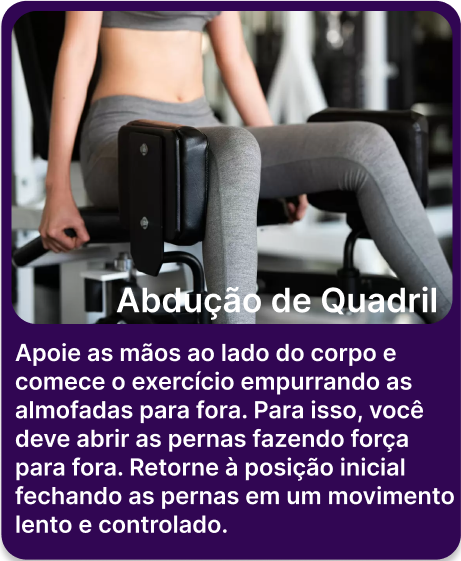 Abdução de Quadril
Apoie as mãos ao lado do corpo e
comece o exercício empurrando as
almofadas para fora. Para isso, você
deve abrir as pernas fazendo força
para fora. Retorne à posição inicial
fechando as pernas em um movimento
lento e controlado.